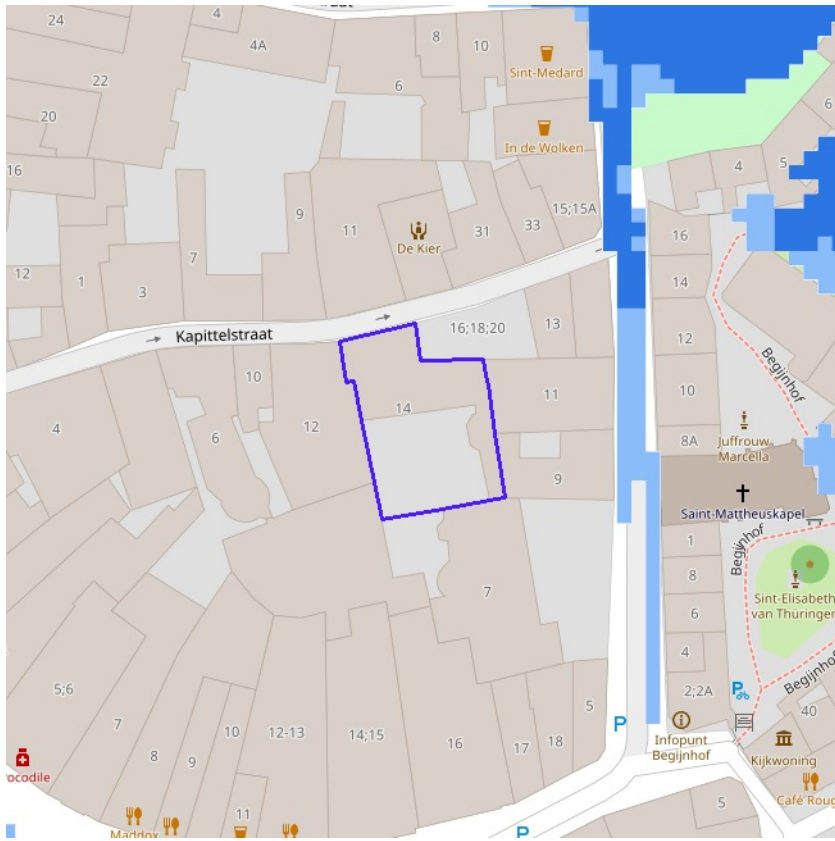 24
4
4A
8
10
Sint-Medard
22
6
20
In de Wolken
6
16
4
5
9
11
31
33
15;15A
De Kier
16
7
12
1
3
14
16;18;20
13
12
Kapittelstraat
Begijnhof
10
14
11
10
4
6
12
8A
Juffrouw
Marcella
9
Saint-Mattheuskapel
1
Begijnhof
8
7
Sint-Elisabeth
van Thüringen
6
4
Begijnhof
5;6
2;2A
P
40
7
10
12-13
14;15
5
8
16
P
Infopunt
Begijnhof
9
17
18
Kijkwoning
rocodile
Café Roug
11
5
Maddox
P